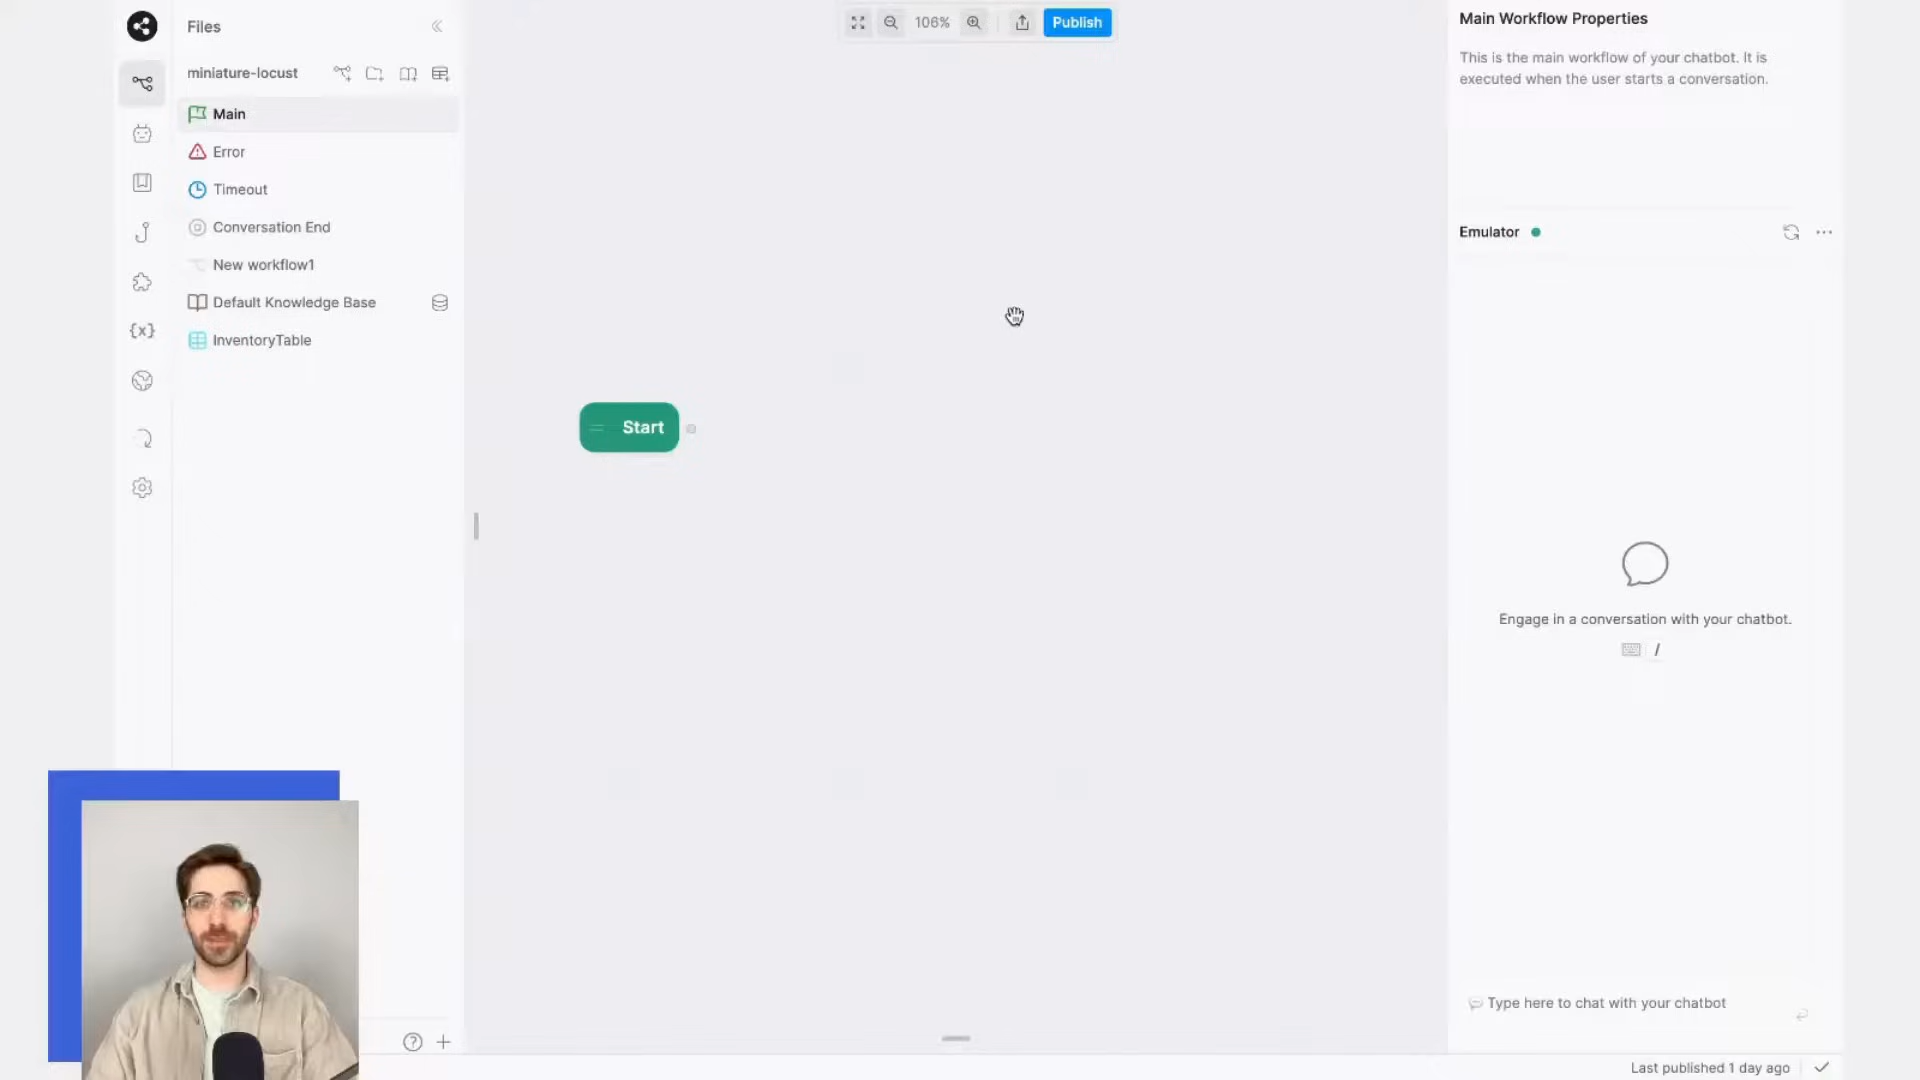 Files
miniature-locust
Main
Error
Timeout
Conversation End
New workflow1
Default Knowledge Base
InventoryTable
{x}
106%
Publish
Start
Main Workflow Properties
This is the main workflow of your chatbot. It is
executed when the user starts a conversation.
Emulator
Engage in a conversation with your chatbot.
/
Type here to chat with your chatbot
Last published 1 day ago